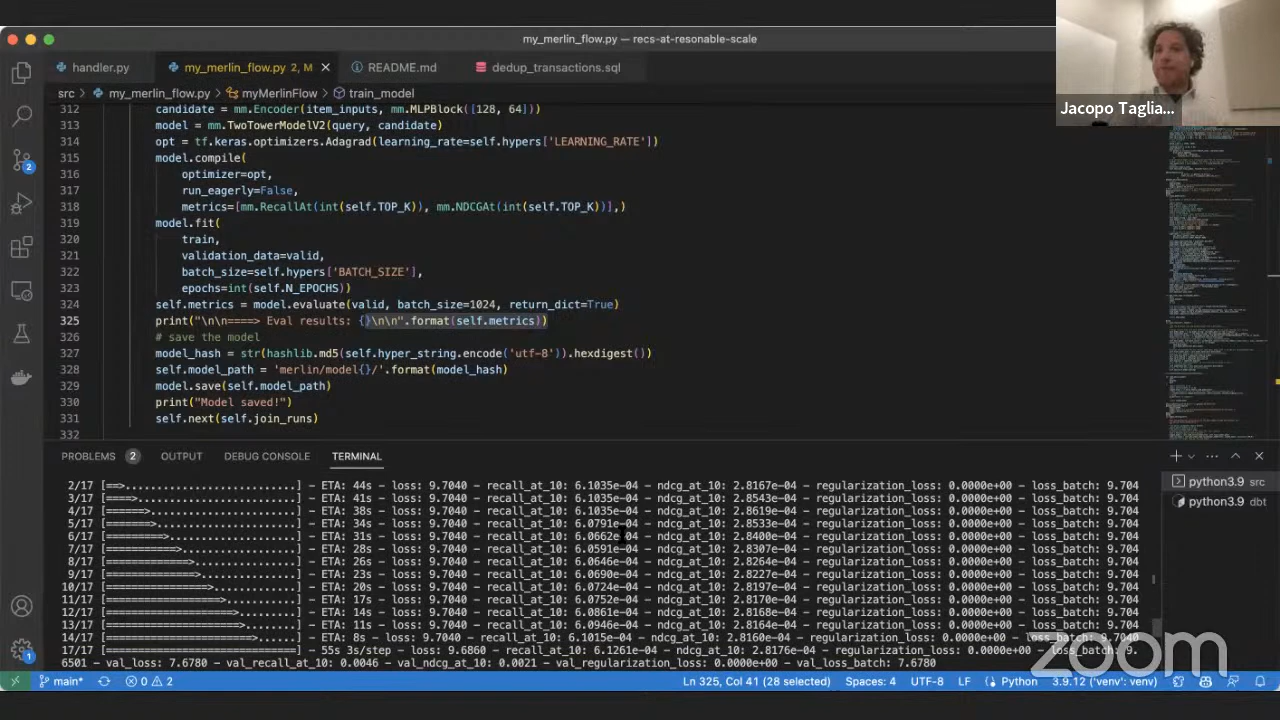 my_merlin_flow.py — recs-at-resonable-scale
Jacopo Taglia...
handler.py
my_merlin_flow.py 2, M
README.md
dedup_transactions.sql
src > my_merlin_flow.py > myMerlinFlow > train_model
312 candidate = mm.Encoder(item_inputs, mm.MLPBlock([128, 64]))
313 model = mm.TwoTowerModelV2(query, candidate)
314 opt = tf.keras.optimizers.Adagrad(learning_rate=self.hypers['LEARNING_RATE'])
315 model.compile(
316 optimizer=opt,
317 run_eagerly=False,
318 metrics=[mm.RecallAt(int(self.TOP_K)), mm.NDCGAt(int(self.TOP_K))],)
319 model.fit(
320 train,
321 validation_data=valid,
322 batch_size=self.hypers['BATCH_SIZE'],
323 epochs=int(self.N_EPOCHS))
324 self.metrics = model.evaluate(valid, batch_size=1024, return_dict=True)
325 print("\n\n====> Eval results: {}\n\n".format(self.metrics))
326 # save the model
327 model_hash = str(hashlib.md5(self.hyper_string.encode('utf-8')).hexdigest())
328 self.model_path = 'merlin/model{}/'.format(model_hash)
329 model.save(self.model_path)
330 print("Model saved!")
331 self.next(self.join_runs)
332
PROBLEMS 2 OUTPUT DEBUG CONSOLE TERMINAL
python3.9 src
python3.9 dbt
2/17 [==>...........................] - ETA: 44s - loss: 9.7040 - recall_at_10: 6.1035e-04 - ndcg_at_10: 2.8167e-04 - regularization_loss: 0.0000e+00 - loss_batch: 9.704
3/17 [====>.........................] - ETA: 41s - loss: 9.7040 - recall_at_10: 6.1035e-04 - ndcg_at_10: 2.8543e-04 - regularization_loss: 0.0000e+00 - loss_batch: 9.704
4/17 [======>.......................] - ETA: 38s - loss: 9.7040 - recall_at_10: 6.1035e-04 - ndcg_at_10: 2.8619e-04 - regularization_loss: 0.0000e+00 - loss_batch: 9.704
5/17 [=======>......................] - ETA: 34s - loss: 9.7040 - recall_at_10: 6.0791e-04 - ndcg_at_10: 2.8533e-04 - regularization_loss: 0.0000e+00 - loss_batch: 9.704
6/17 [=========>....................] - ETA: 31s - loss: 9.7040 - recall_at_10: 6.0662e-04 - ndcg_at_10: 2.8400e-04 - regularization_loss: 0.0000e+00 - loss_batch: 9.704
7/17 [===========>..................] - ETA: 28s - loss: 9.7040 - recall_at_10: 6.0591e-04 - ndcg_at_10: 2.8307e-04 - regularization_loss: 0.0000e+00 - loss_batch: 9.704
8/17 [=============>................] - ETA: 26s - loss: 9.7040 - recall_at_10: 6.0646e-04 - ndcg_at_10: 2.8264e-04 - regularization_loss: 0.0000e+00 - loss_batch: 9.704
9/17 [==============>...............] - ETA: 23s - loss: 9.7040 - recall_at_10: 6.0690e-04 - ndcg_at_10: 2.8227e-04 - regularization_loss: 0.0000e+00 - loss_batch: 9.704
10/17 [================>.............] - ETA: 20s - loss: 9.7040 - recall_at_10: 6.0724e-04 - ndcg_at_10: 2.8197e-04 - regularization_loss: 0.0000e+00 - loss_batch: 9.704
11/17 [==================>...........] - ETA: 17s - loss: 9.7040 - recall_at_10: 6.0752e-04 - ndcg_at_10: 2.8170e-04 - regularization_loss: 0.0000e+00 - loss_batch: 9.704
12/17 [====================>.........] - ETA: 14s - loss: 9.7040 - recall_at_10: 6.0861e-04 - ndcg_at_10: 2.8168e-04 - regularization_loss: 0.0000e+00 - loss_batch: 9.704
13/17 [=====================>........] - ETA: 11s - loss: 9.7040 - recall_at_10: 6.0946e-04 - ndcg_at_10: 2.8164e-04 - regularization_loss: 0.0000e+00 - loss_batch: 9.704
14/17 [=======================>......] - ETA: 8s - loss: 9.7040 - recall_at_10: 6.1015e-04 - ndcg_at_10: 2.8160e-04 - regularization_loss: 0.0000e+00 - loss_batch: 9.7040
17/17 [==============================] - 55s 3s/step - loss: 9.6860 - recall_at_10: 6.1261e-04 - ndcg_at_10: 2.8176e-04 - regularization_loss: 0.0000e+00 - loss_batch: 9.
6501 - val_loss: 7.6780 - val_recall_at_10: 0.0046 - val_ndcg_at_10: 0.0021 - val_regularization_loss: 0.0000e+00 - val_loss_batch: 7.6780
zoom
main* 0 2 Ln 325, Col 41 (28 selected) Spaces: 4 UTF-8 LF Python 3.9.12 ('venv': venv)